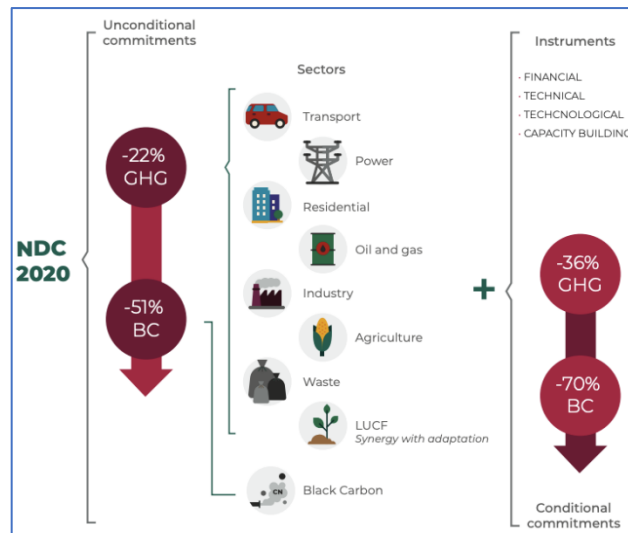 Unconditional
commitments
-22%
GHG
NDC
2020
-51%
BC
Sectors
Transport
Power
Residential
Oil and gas
Industry
Agriculture
Waste
LUCF
Synergy with adaptation
CN
Black Carbon
+
Instruments
· FINANCIAL
· TECHNICAL
· TECHCNOLOGICAL
· CAPACITY BUILDING
-36%
GHG
-70%
BC
Conditional
commitments